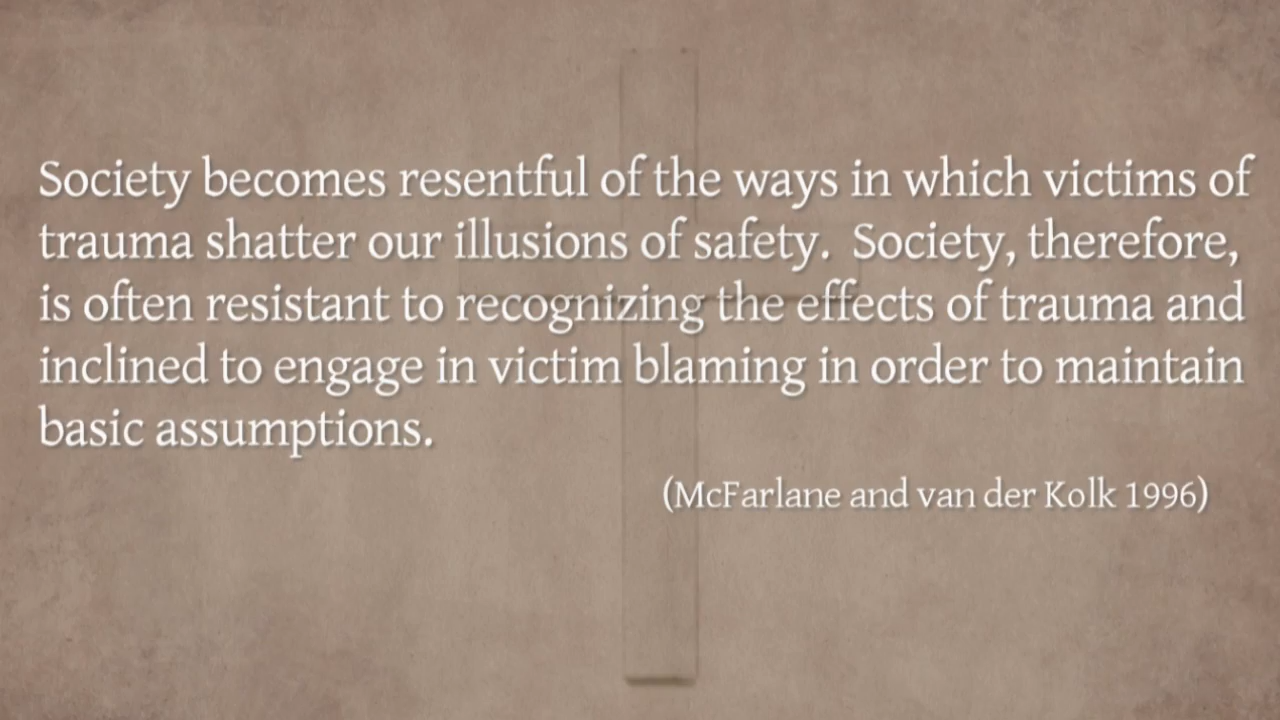 Society becomes resentful of the ways in which victims of
trauma shatter our illusions of safety.  Society, therefore,
is often resistant to recognizing the effects of trauma and
inclined to engage in victim blaming in order to maintain
basic assumptions.
(McFarlane and van der Kolk 1996)